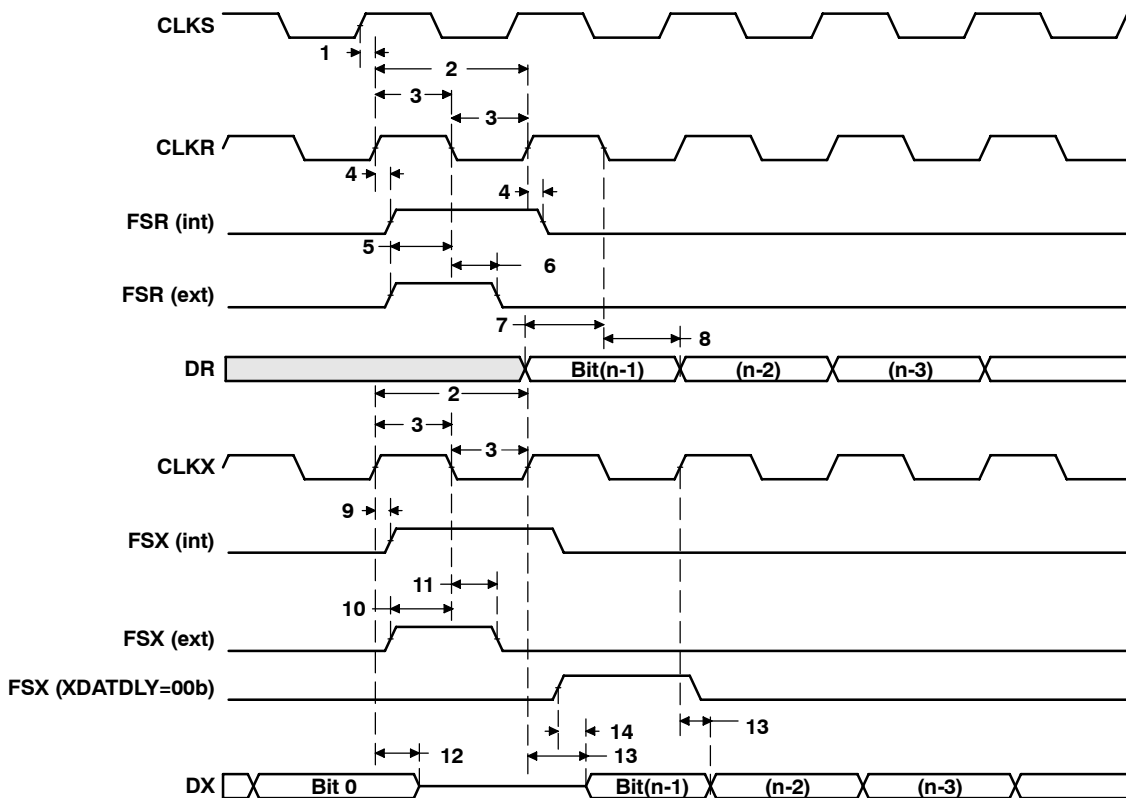 CLKS
1
2
3
3
CLKR
4
4
FSR (int)
5
6
FSR (ext)
7
8
DR
Bit(n-1)
(n-2)
(n-3)
2
3
3
CLKX
9
FSX (int)
11
10
FSX (ext)
FSX (XDATDLY=00b)
13
14
12
13
DX
Bit 0
Bit(n-1)
(n-2)
(n-3)